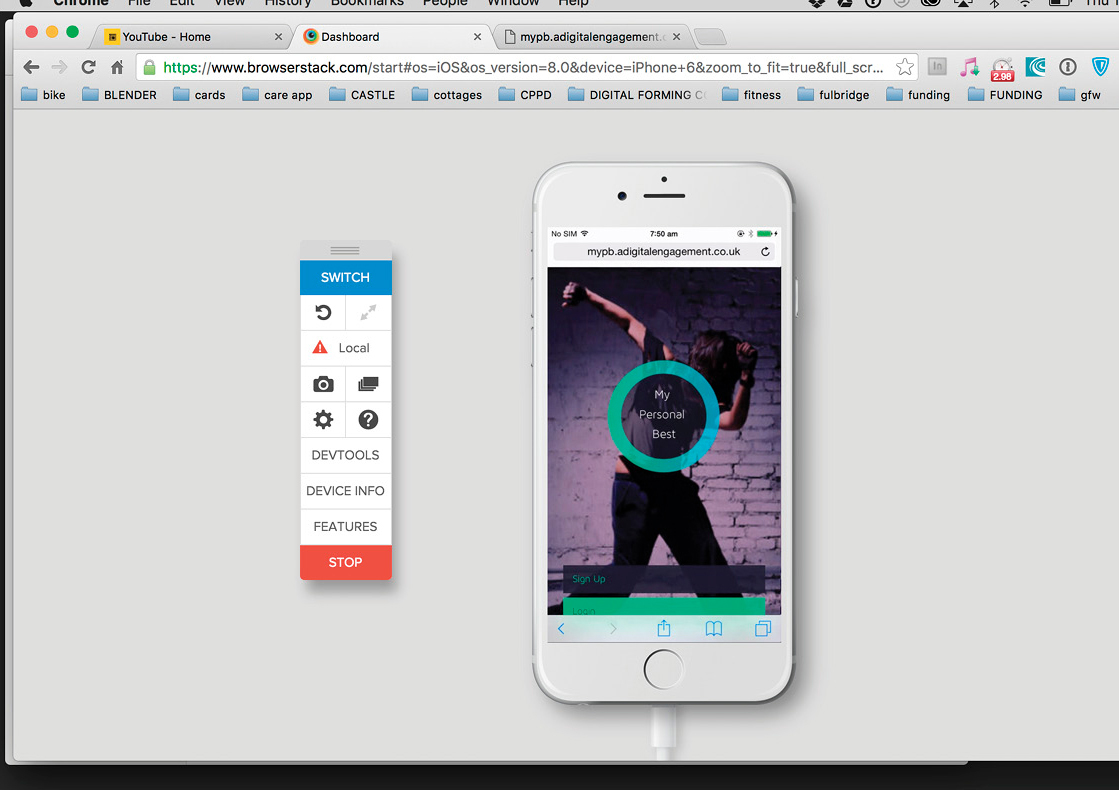 Chrome File Edit View History Bookmarks People Window Help
YouTube - Home
Dashboard
mypb.adigitalengagement.c
https://www.browserstack.com/start#os=iOS&os_version=8.0&device=iPhone+6&zoom_to_fit=true&full_scr...
In
2.98
bike BLENDER cards care app CASTLE cottages CPPD DIGITAL FORMING CO fitness fulbridge funding FUNDING gfw
SWITCH
Local
DEVTOOLS
DEVICE INFO
FEATURES
STOP
No SIM 7:50 am
mypb.adigitalengagement.co.uk
My
Personal
Best
Sign Up
Login